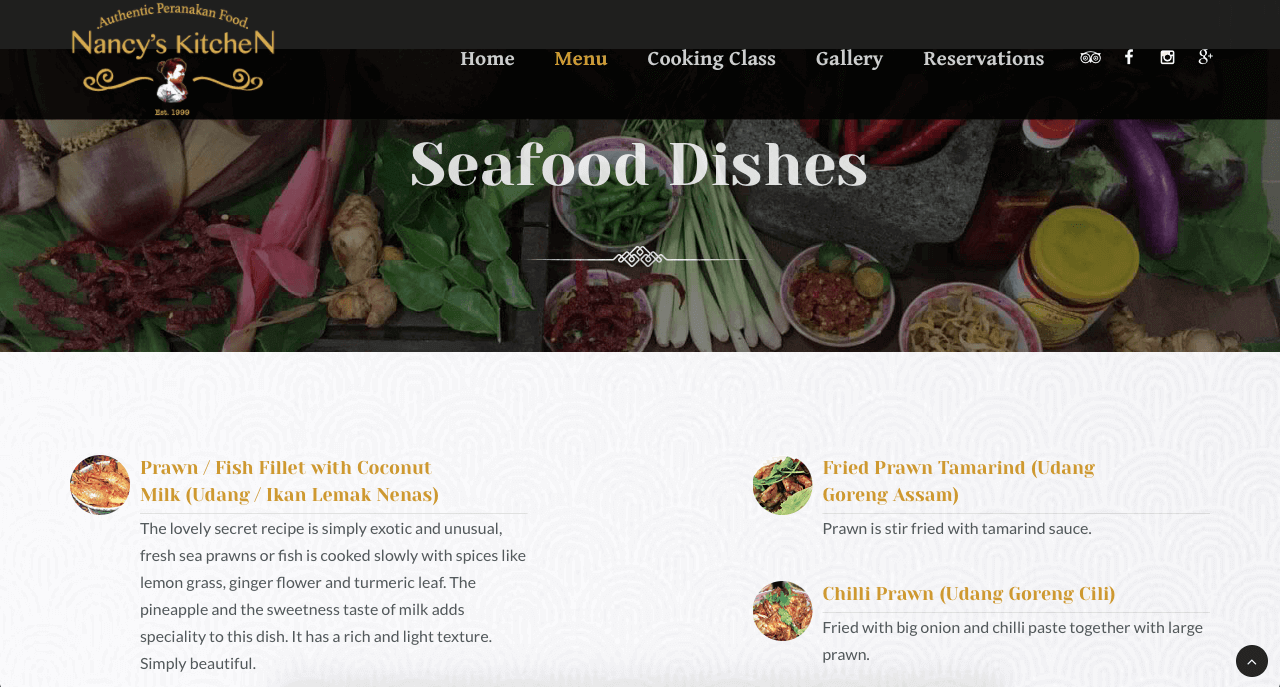 Authentic Peranakan Food
Nancy's KitcheN
Est. 1999
Home Menu Cooking Class Gallery Reservations
Seafood Dishes
Prawn / Fish Fillet with Coconut
Milk (Udang / Ikan Lemak Nenas)
The lovely secret recipe is simply exotic and unusual,
fresh sea prawns or fish is cooked slowly with spices like
lemon grass, ginger flower and turmeric leaf. The
pineapple and the sweetness taste of milk adds
speciality to this dish. It has a rich and light texture.
Simply beautiful.
Fried Prawn Tamarind (Udang
Goreng Assam)
Prawn is stir fried with tamarind sauce.
Chilli Prawn (Udang Goreng Cili)
Fried with big onion and chilli paste together with large
prawn.